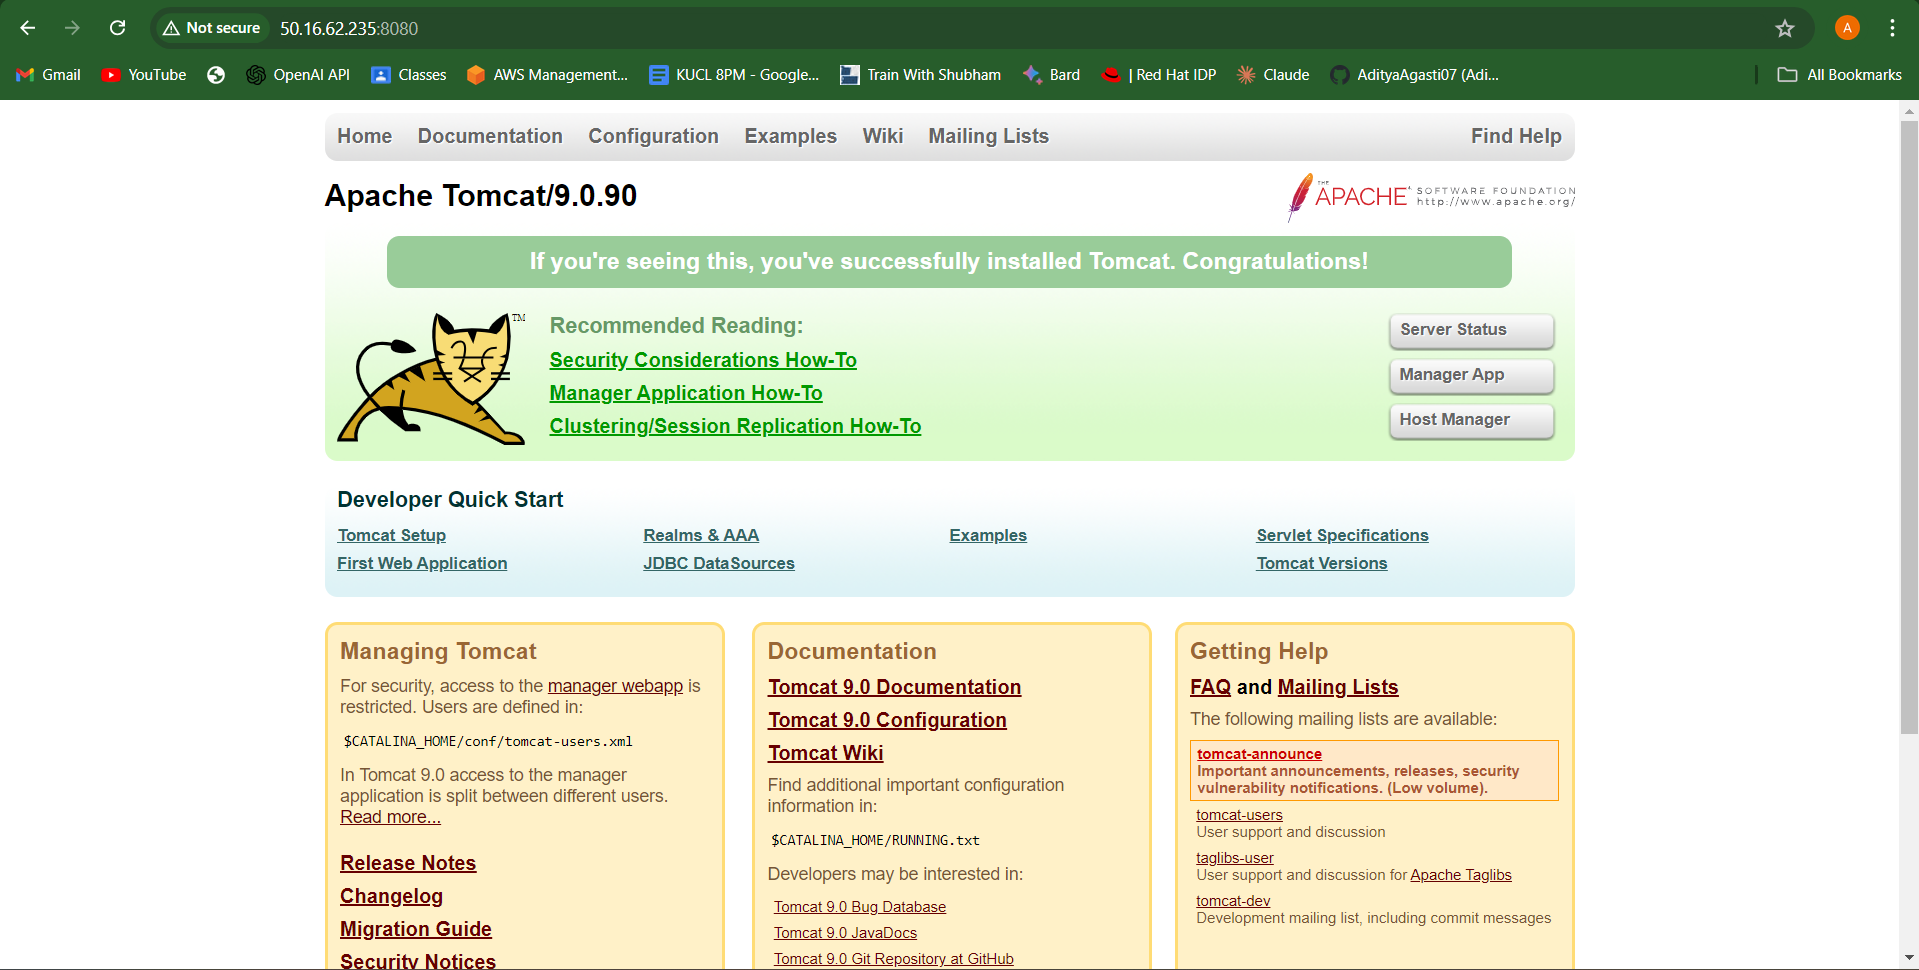 Not secure
50.16.62.235:8080
A
Gmail
YouTube
OpenAI API
Classes
AWS Management...
KUCL 8PM - Google...
Train With Shubham
Bard
| Red Hat IDP
Claude
AdityaAgasti07 (Adi...
All Bookmarks
Home
Documentation
Configuration
Examples
Wiki
Mailing Lists
Find Help
Apache Tomcat/9.0.90
THE APACHE SOFTWARE FOUNDATION
http://www.apache.org/
If you're seeing this, you've successfully installed Tomcat. Congratulations!
TM
Recommended Reading:
Security Considerations How-To
Manager Application How-To
Clustering/Session Replication How-To
Server Status
Manager App
Host Manager
Developer Quick Start
Tomcat Setup
First Web Application
Realms & AAA
JDBC DataSources
Examples
Servlet Specifications
Tomcat Versions
Managing Tomcat
For security, access to the manager webapp is
restricted. Users are defined in:
$CATALINA_HOME/conf/tomcat-users.xml
In Tomcat 9.0 access to the manager
application is split between different users.
Read more...
Release Notes
Changelog
Migration Guide
Security Notices
Documentation
Tomcat 9.0 Documentation
Tomcat 9.0 Configuration
Tomcat Wiki
Find additional important configuration
information in:
$CATALINA_HOME/RUNNING.txt
Developers may be interested in:
Tomcat 9.0 Bug Database
Tomcat 9.0 JavaDocs
Tomcat 9.0 Git Repository at GitHub
Getting Help
FAQ and Mailing Lists
The following mailing lists are available:
tomcat-announce
Important announcements, releases, security
vulnerability notifications. (Low volume).
tomcat-users
User support and discussion
taglibs-user
User support and discussion for Apache Taglibs
tomcat-dev
Development mailing list, including commit messages